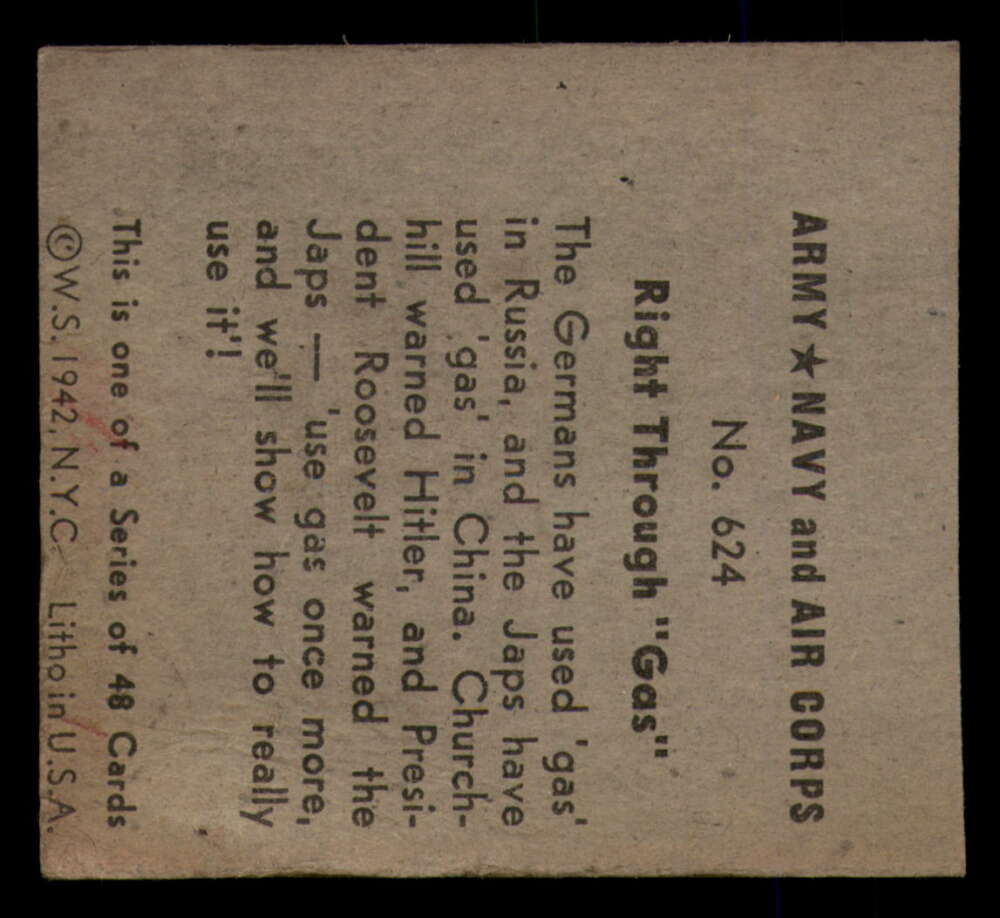 ARMY ★ NAVY and AIR CORPS
No. 624
Right Through "Gas"
The Germans have used 'gas'
in Russia, and the Japs have
used 'gas' in China. Church-
hill warned Hitler, and Presi-
dent Roosevelt warned the
Japs — 'use gas once more,
and we'll show how to really
use it'!
This is one of a Series of 48 Cards
©W.S. 1942, N.Y.C. Litho in U.S.A.